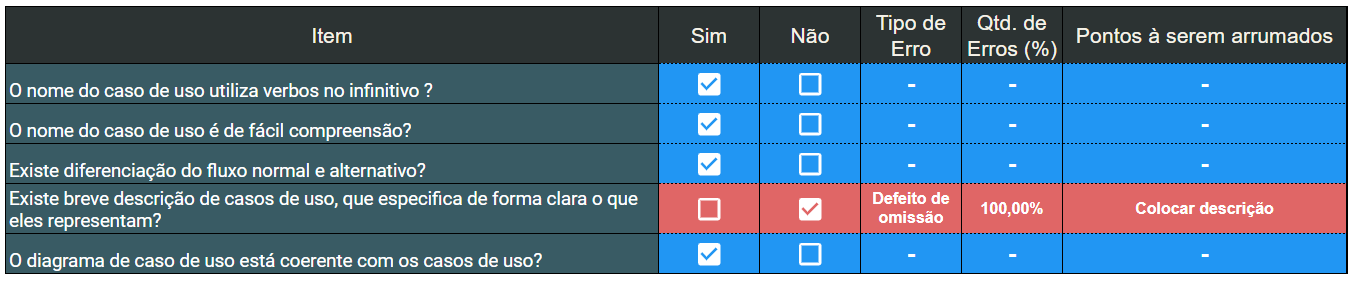 Item Sim Não Tipo de Erro Qtd. de Erros (%) Pontos à serem arrumados
O nome do caso de uso utiliza verbos no infinitivo ? - - -
O nome do caso de uso é de fácil compreensão? - - -
Existe diferenciação do fluxo normal e alternativo? - - -
Existe breve descrição de casos de uso, que especifica de forma clara o que
eles representam? Defeito de omissão 100,00% Colocar descrição
O diagrama de caso de uso está coerente com os casos de uso? - - -